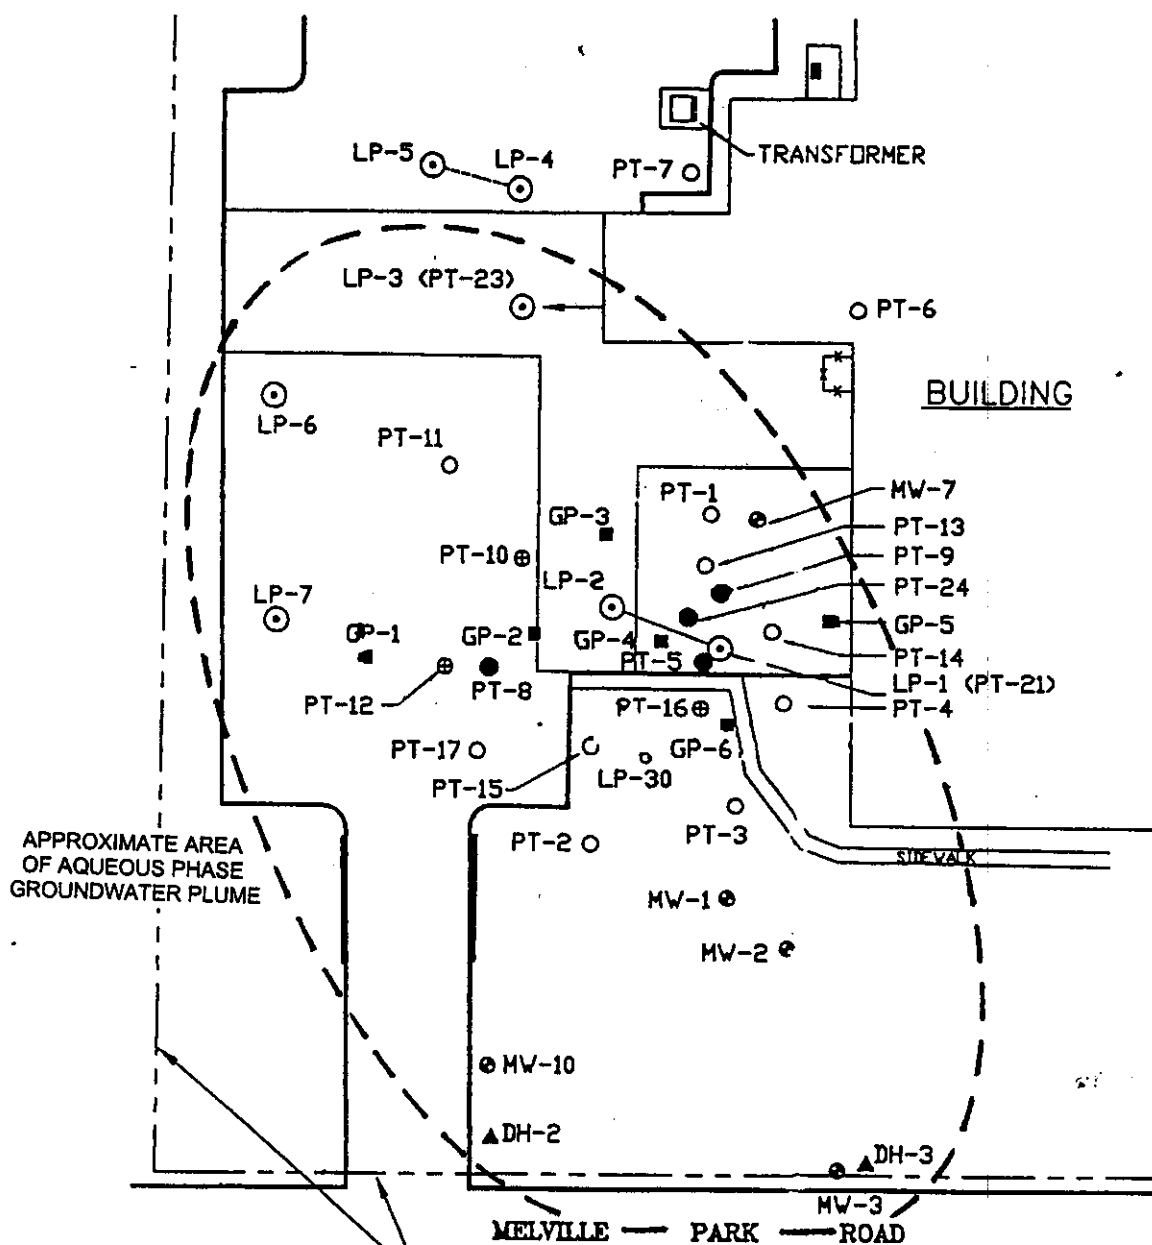 TRANSFORMER
LP-5
LP-4
PT-7
LP-3 (PT-23)
PT-6
BUILDING
LP-6
PT-11
PT-1
MW-7
GP-3
PT-13
PT-10
PT-9
LP-2
PT-24
LP-7
GP-1
GP-2
GP-4
GP-5
PT-5
PT-14
PT-12
PT-8
LP-1 (PT-21)
PT-16
PT-4
PT-17
GP-6
PT-15
LP-30
PT-3
PT-2
APPROXIMATE AREA
OF AQUEOUS PHASE
GROUNDWATER PLUME
SIDEWALK
MW-1
MW-2
MW-10
DH-2
DH-3
MW-3
MELVILLE PARK ROAD